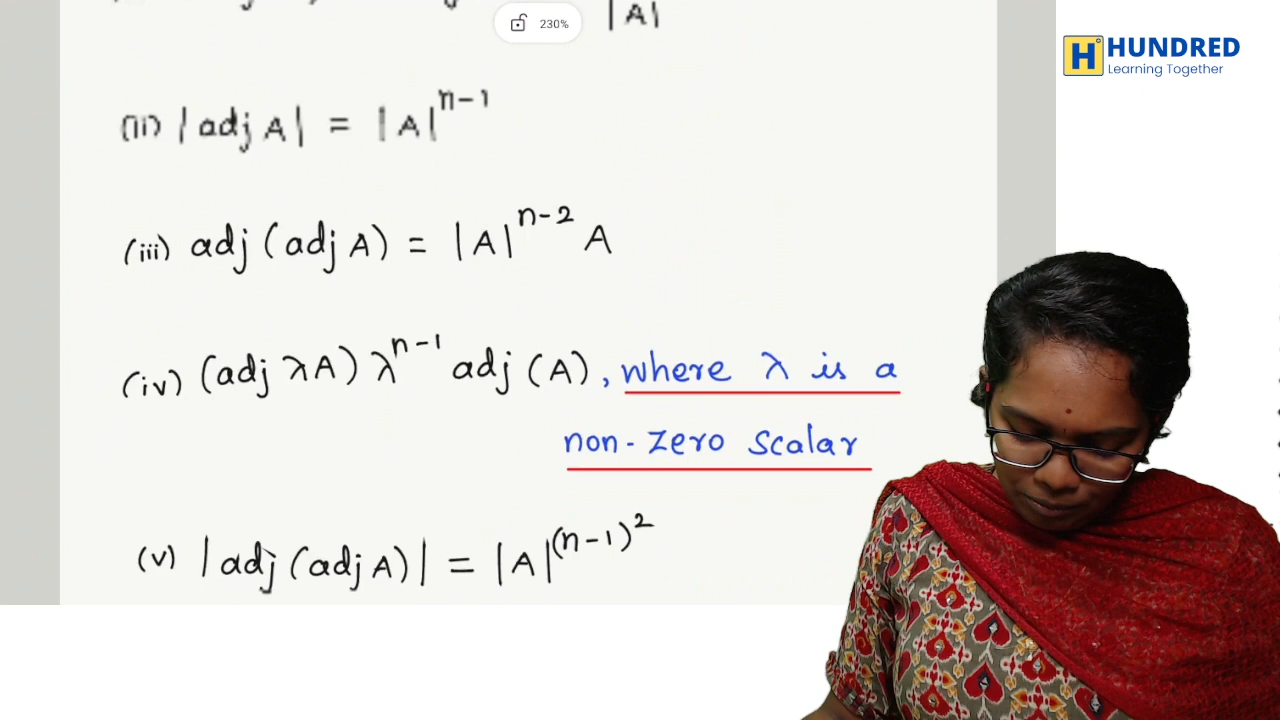 |A|
230%
HUNDRED
Learning Together
(ii) |adj A| = |A|^{n-1}
(iii) adj (adj A) = |A|^{n-2} A
(iv) (adj λA) λ^{n-1} adj (A), where λ is a
non-zero scalar
(v) |adj (adj A)| = |A|^{(n-1)^2}